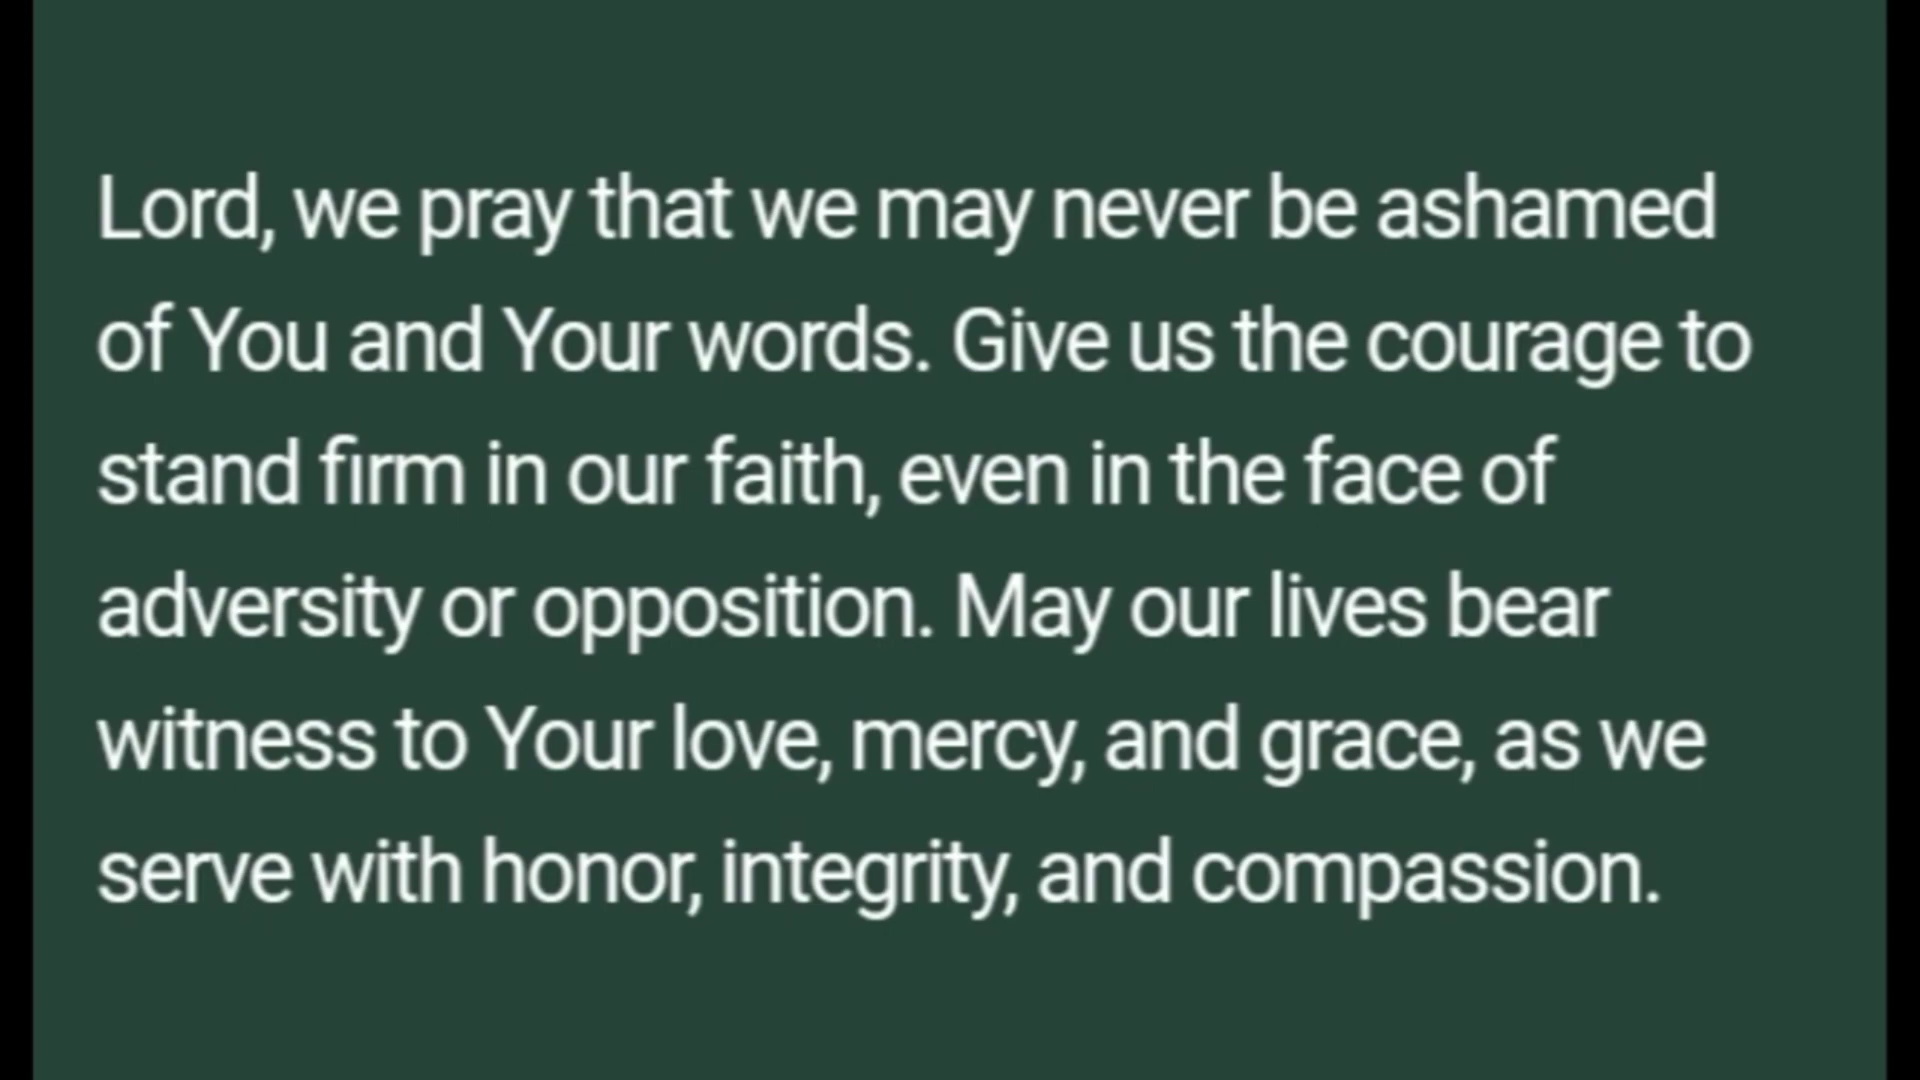 Lord, we pray that we may never be ashamed
of You and Your words. Give us the courage to
stand firm in our faith, even in the face of
adversity or opposition. May our lives bear
witness to Your love, mercy, and grace, as we
serve with honor, integrity, and compassion.